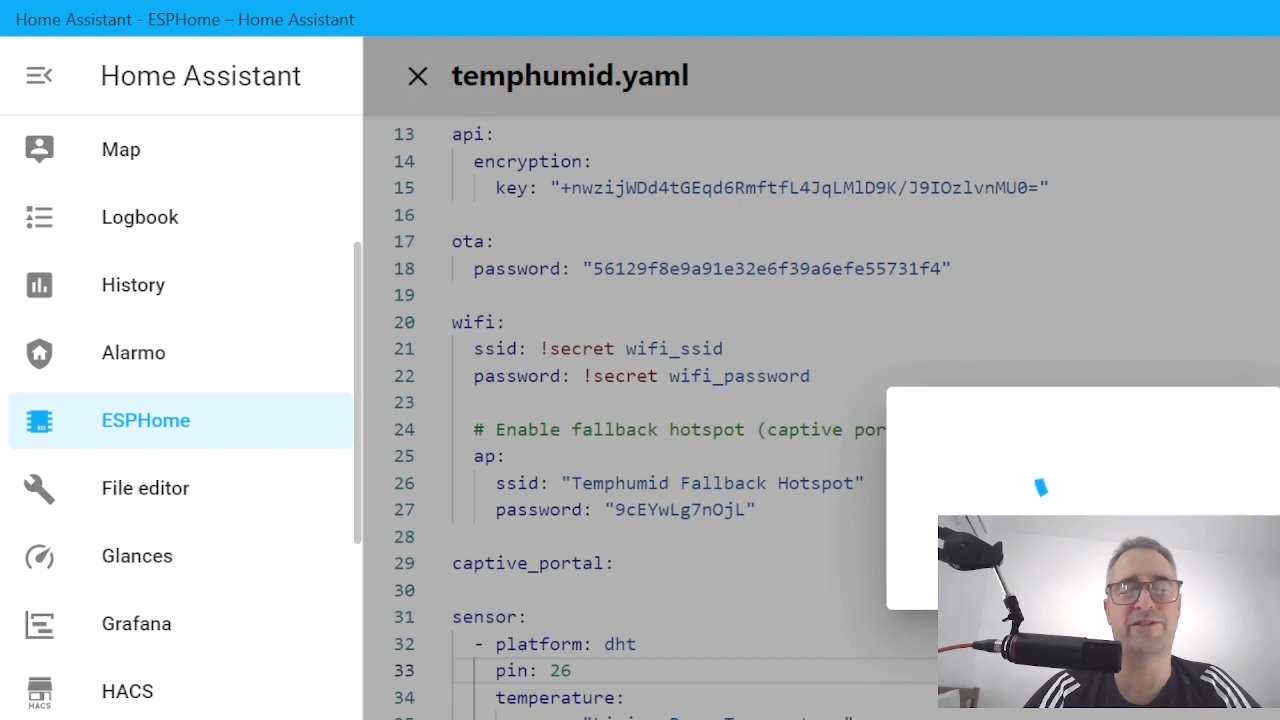 Home Assistant - ESPHome – Home Assistant
Home Assistant
Map
Logbook
History
Alarmo
ESPHome
File editor
Glances
Grafana
HACS
HACS
temphumid.yaml
13 api:
14 encryption:
15 key: "+nwzijWDd4tGEqd6RmftfL4JqLMlD9K/J9IOzlvnMU0="
16
17 ota:
18 password: "56129f8e9a91e32e6f39a6efe55731f4"
19
20 wifi:
21 ssid: !secret wifi_ssid
22 password: !secret wifi_password
23
24 # Enable fallback hotspot (captive por
25 ap:
26 ssid: "Temphumid Fallback Hotspot"
27 password: "9cEYwLg7nOjL"
28
29 captive_portal:
30
31 sensor:
32 - platform: dht
33 pin: 26
34 temperature: